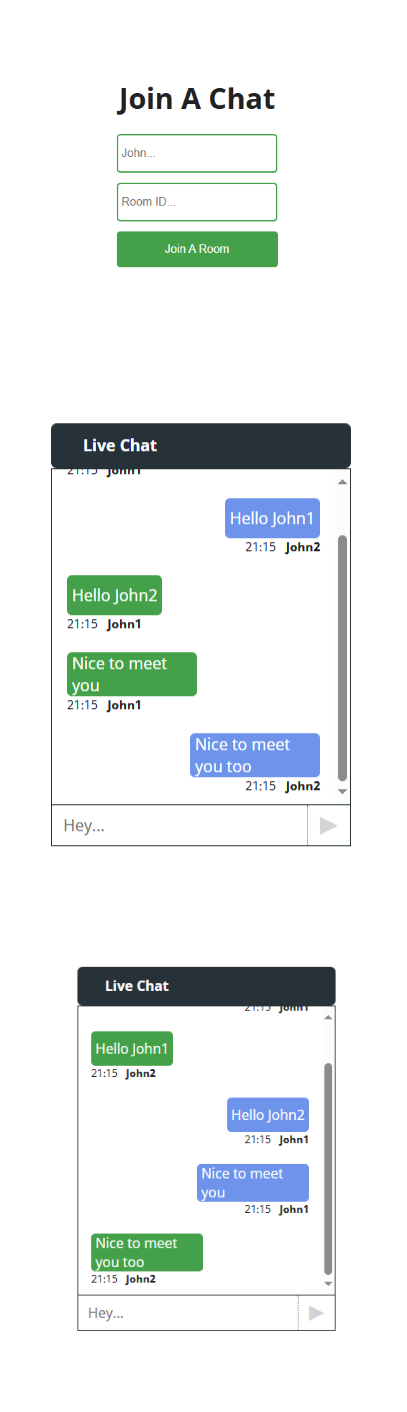 Join A Chat
John...
Room ID...
Join A Room
Live Chat
21:15 John1
Hello John1
21:15 John2
Hello John2
21:15 John1
Nice to meet
you
21:15 John1
Nice to meet
you too
21:15 John2
Hey...
Live Chat
21:15 John1
Hello John1
21:15 John2
Hello John2
21:15 John1
Nice to meet
you
21:15 John1
Nice to meet
you too
21:15 John2
Hey...